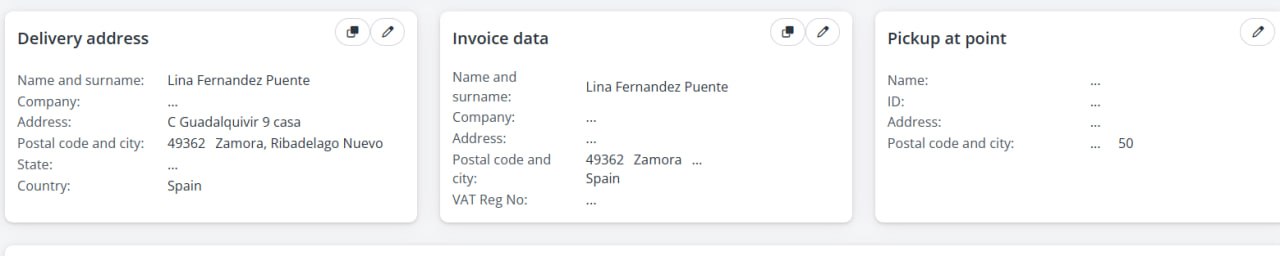 Delivery address
Name and surname: Lina Fernandez Puente
Company: ...
Address: C Guadalquivir 9 casa
Postal code and city: 49362 Zamora, Ribadelago Nuevo
State: ...
Country: Spain
Invoice data
Name and
surname: Lina Fernandez Puente
Company: ...
Address: ...
Postal code and 49362 Zamora ...
city: Spain
VAT Reg No: ...
Pickup at point
Name: ...
ID: ...
Address: ...
Postal code and city: ... 50